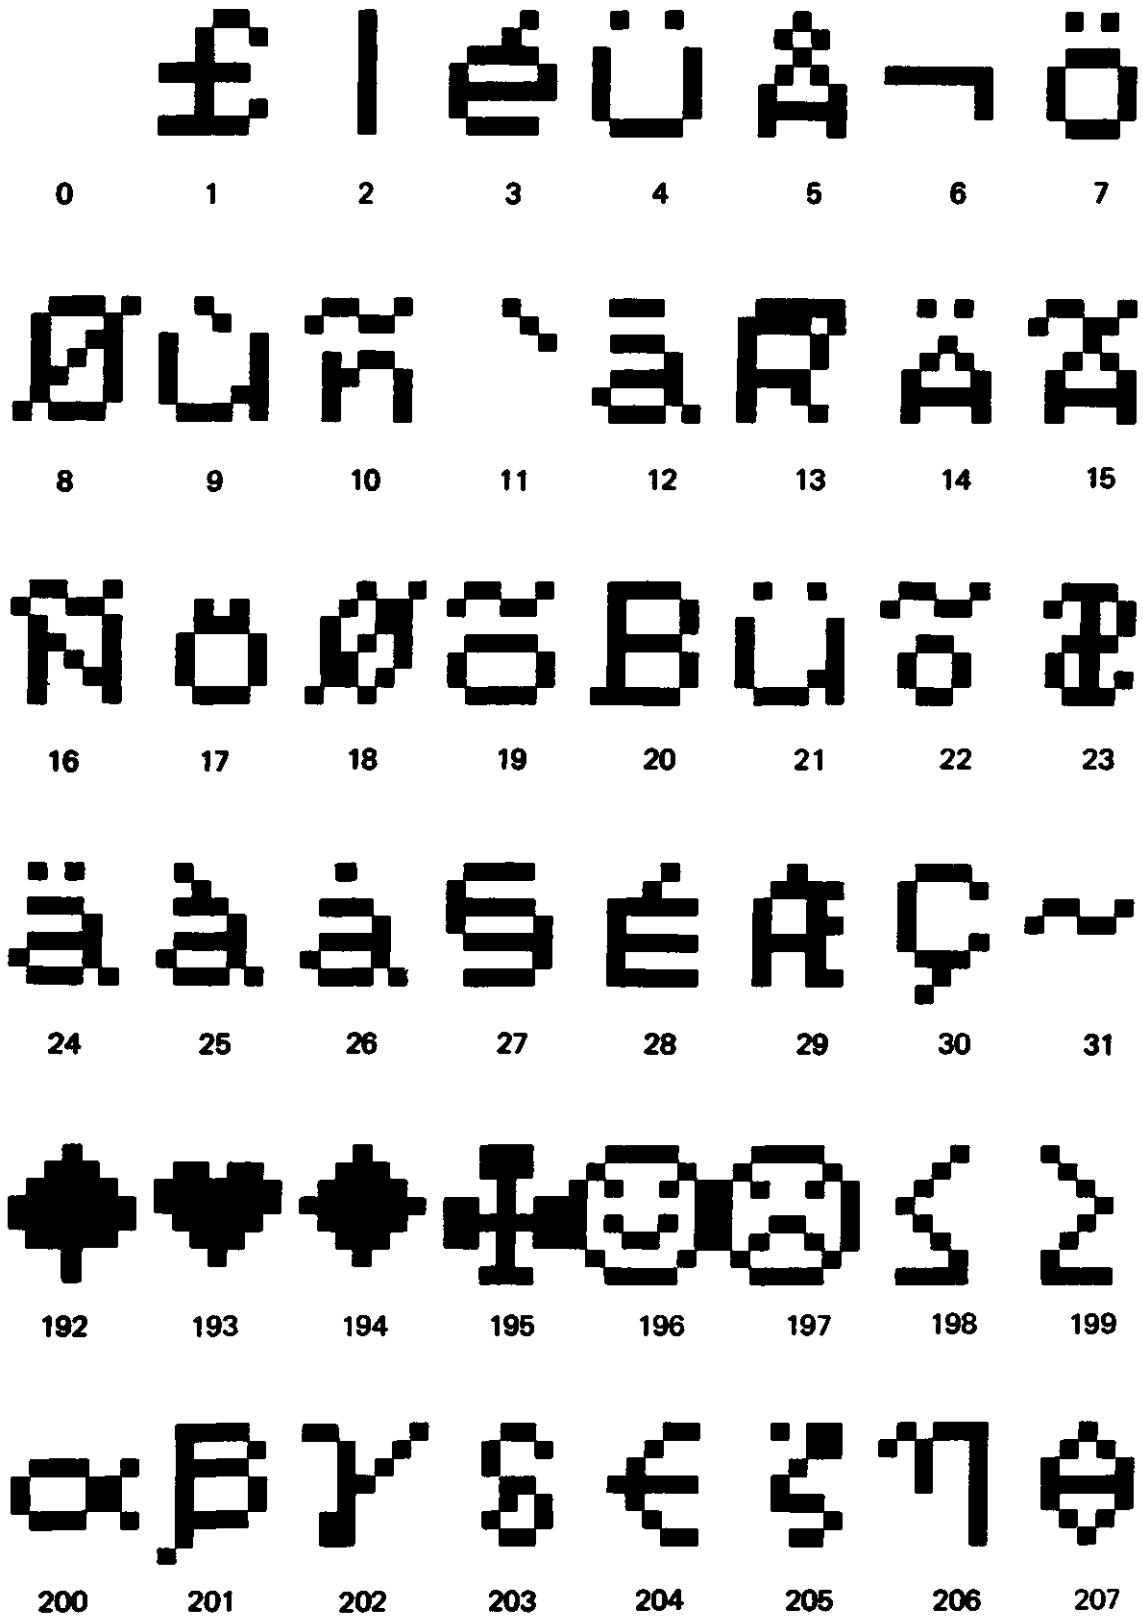 £ | é Ü Å ¬ ö
0 1 2 3 4 5 6 7
Ø ù ñ ` a R Ä Ã
8 9 10 11 12 13 14 15
Ñ ö Ø õ ß ü õ
16 17 18 19 20 21 22 23
ä à å S É Æ Ç ~
24 25 26 27 28 29 30 31
♠ ♥ ♦ ♣ ☺ ☹ ≤ ≥
192 193 194 195 196 197 198 199
α β γ δ ε ζ η θ
200 201 202 203 204 205 206 207